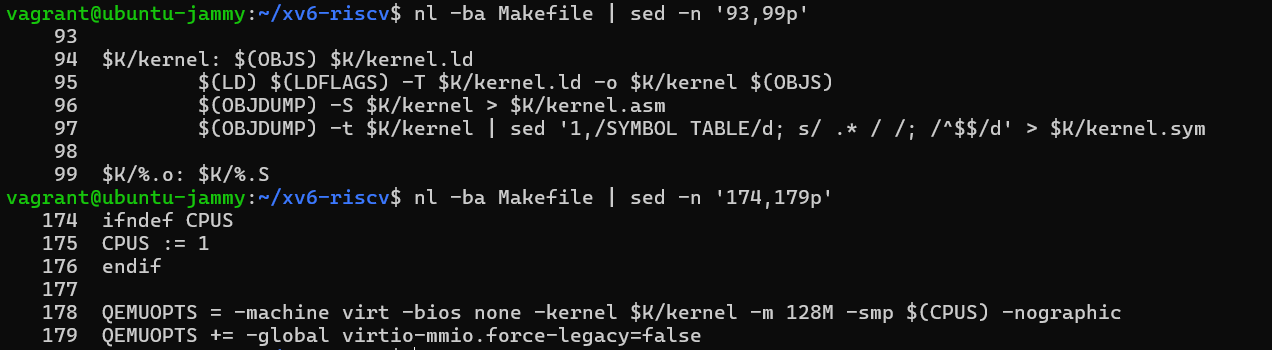 vagrant@ubuntu-jammy:~/xv6-riscv$ nl -ba Makefile | sed -n '93,99p'
    93
    94  $K/kernel: $(OBJS) $K/kernel.ld
    95          $(LD) $(LDFLAGS) -T $K/kernel.ld -o $K/kernel $(OBJS)
    96          $(OBJDUMP) -S $K/kernel > $K/kernel.asm
    97          $(OBJDUMP) -t $K/kernel | sed '1,/SYMBOL TABLE/d; s/ .* / /; /^$$/d' > $K/kernel.sym
    98
    99  $K/%.o: $K/%.S
vagrant@ubuntu-jammy:~/xv6-riscv$ nl -ba Makefile | sed -n '174,179p'
   174  ifndef CPUS
   175  CPUS := 1
   176  endif
   177
   178  QEMUOPTS = -machine virt -bios none -kernel $K/kernel -m 128M -smp $(CPUS) -nographic
   179  QEMUOPTS += -global virtio-mmio.force-legacy=false